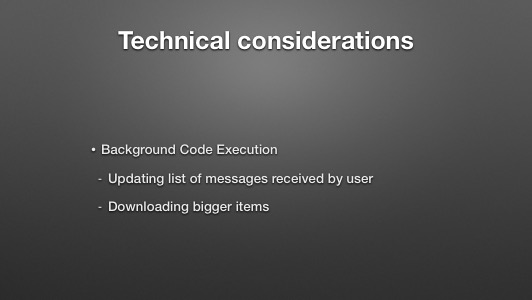 Technical considerations
• Background Code Execution
- Updating list of messages received by user
- Downloading bigger items